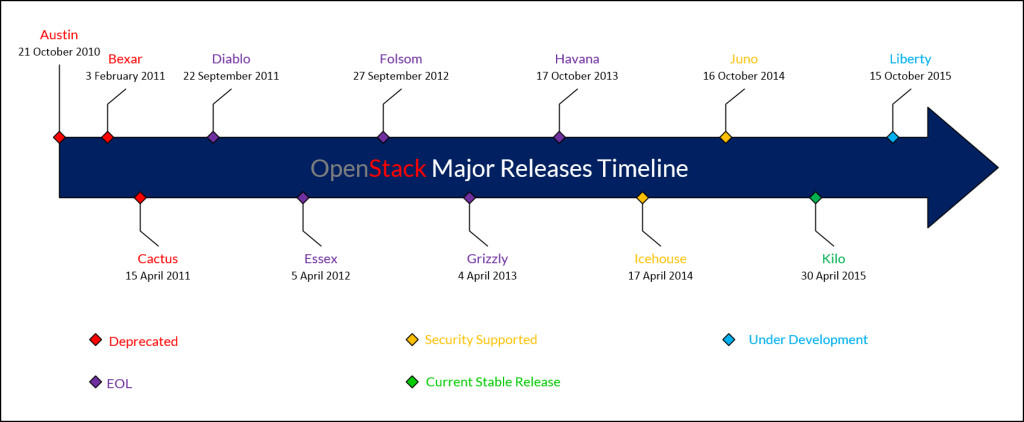 Austin
21 October 2010
Bexar
3 February 2011
Diablo
22 September 2011
Folsom
27 September 2012
Havana
17 October 2013
Juno
16 October 2014
Liberty
15 October 2015
OpenStack Major Releases Timeline
Cactus
15 April 2011
Essex
5 April 2012
Grizzly
4 April 2013
Icehouse
17 April 2014
Kilo
30 April 2015
Deprecated
Security Supported
Under Development
EOL
Current Stable Release